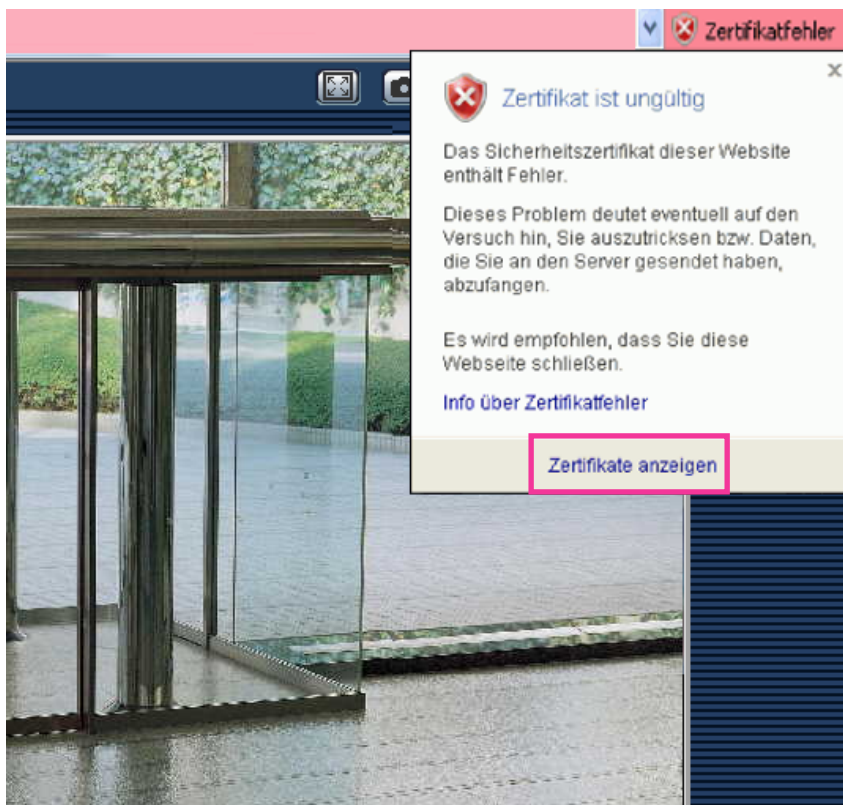 Zertifikatfehler
Zertifikat ist ungültig
Das Sicherheitszertifikat dieser Website
enthält Fehler.
Dieses Problem deutet eventuell auf den
Versuch hin, Sie auszutricksen bzw. Daten,
die Sie an den Server gesendet haben,
abzufangen.
Es wird empfohlen, dass Sie diese
Webseite schließen.
Info über Zertifikatfehler
Zertifikate anzeigen